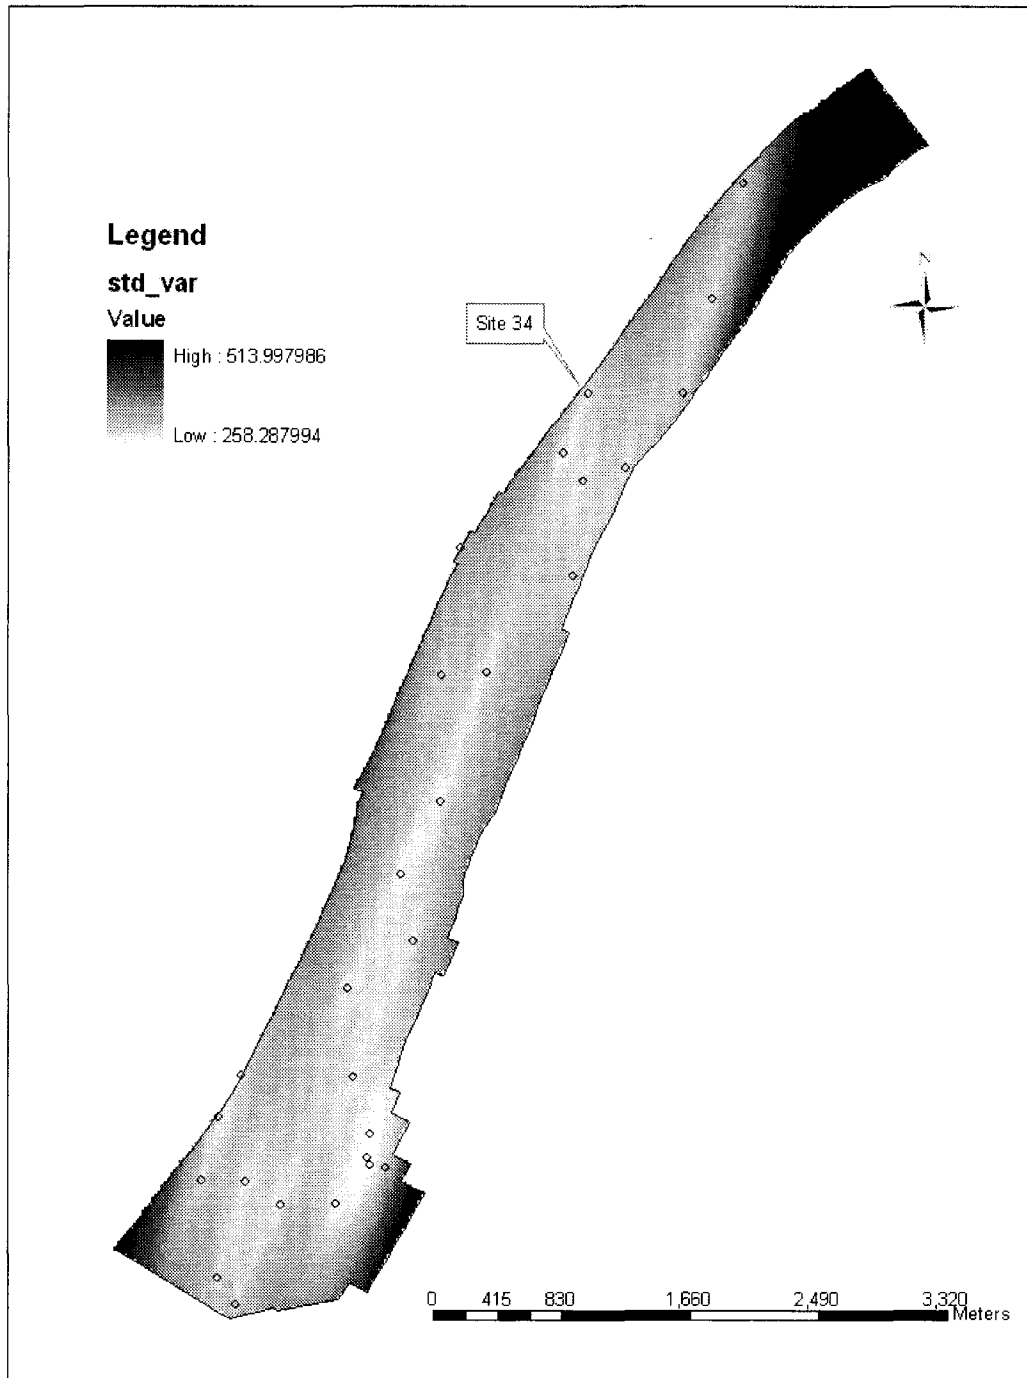 Legend
std_var
Value
High : 513.997986
Low : 258.287994
Site 34
N
0 415 830 1,660 2,490 3,320
Meters